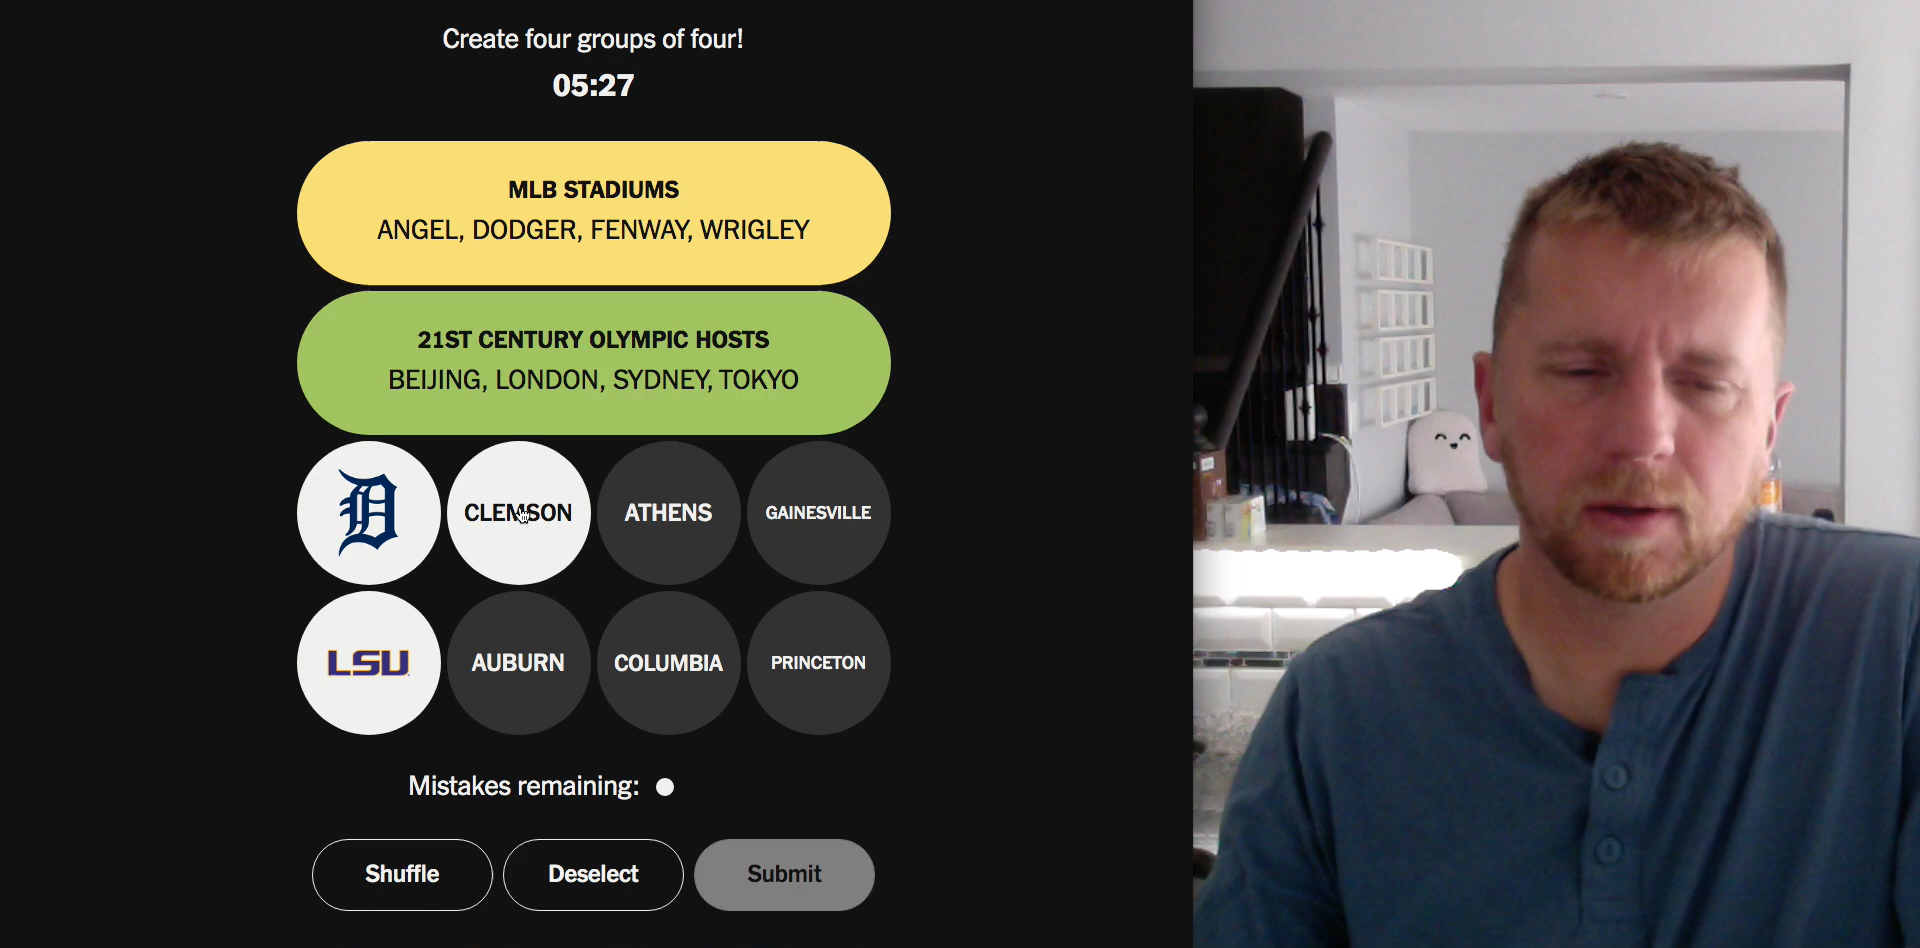 Create four groups of four!
05:27
MLB STADIUMS
ANGEL, DODGER, FENWAY, WRIGLEY
21ST CENTURY OLYMPIC HOSTS
BEIJING, LONDON, SYDNEY, TOKYO
D CLEMSON ATHENS GAINESVILLE
LSU AUBURN COLUMBIA PRINCETON
Mistakes remaining:
Shuffle Deselect Submit